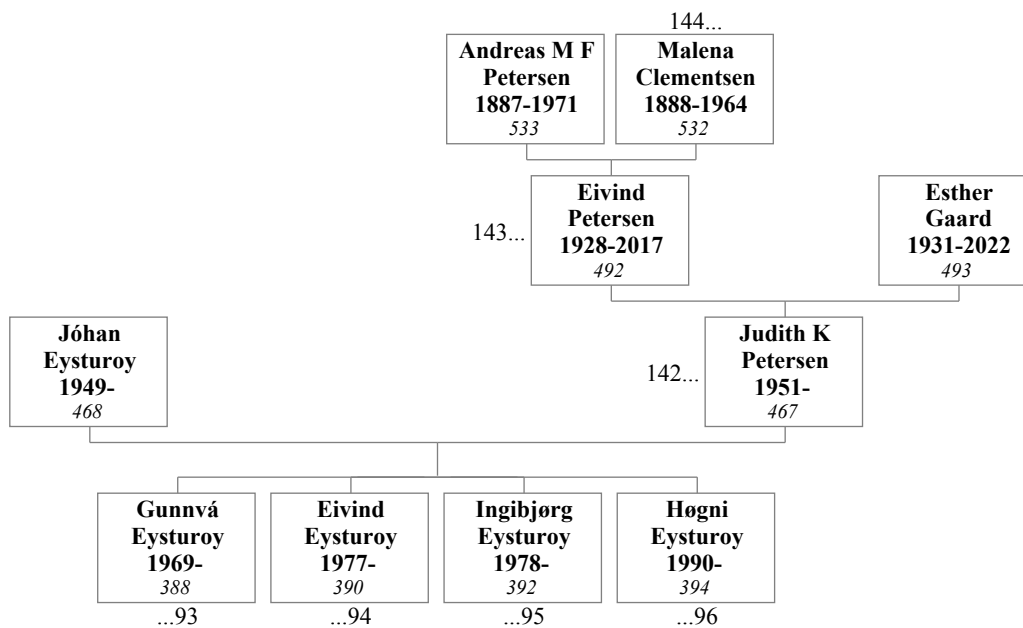 144...
Andreas M F
Petersen
1887-1971
533
Malena
Clementsen
1888-1964
532
143...
Eivind
Petersen
1928-2017
492
Esther
Gaard
1931-2022
493
Jóhan
Eysturoy
1949-
468
142...
Judith K
Petersen
1951-
467
Gunnvá
Eysturoy
1969-
388
...93
Eivind
Eysturoy
1977-
390
...94
Ingibjørg
Eysturoy
1978-
392
...95
Høgni
Eysturoy
1990-
394
...96